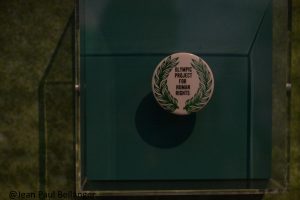 OLYMPIC
PROJECT
FOR
HUMAN
RIGHTS
@Jean Paul Bellanger